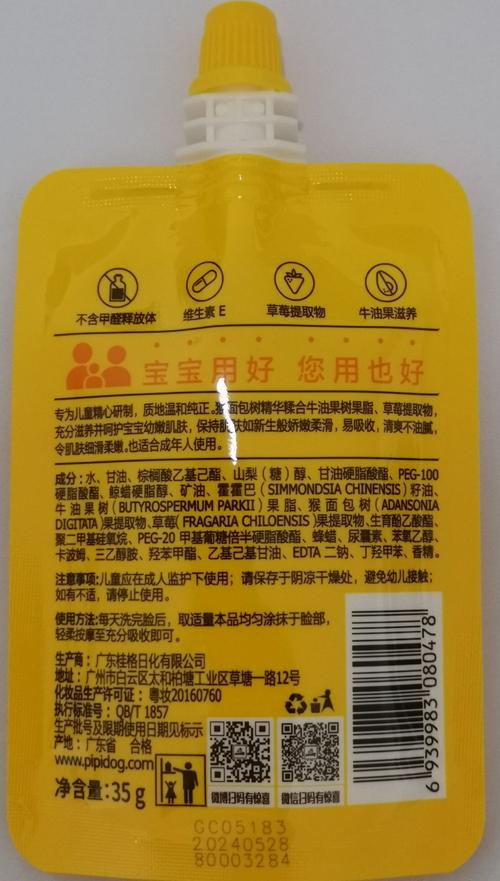 不含甲醛释放体 维生素 E 草莓提取物 牛油果滋养
宝宝用好 您用也好
专为儿童精心研制，质地温和纯正。猴面包树精华糅合牛油果树果脂、草莓提取物，
充分滋养并呵护宝宝幼嫩肌肤，保持肌肤如新生般娇嫩柔滑，易吸收，清爽不油腻，
令肌肤细滑柔嫩。也适合成年人使用。
成分：水、甘油、棕榈酸乙基己酯、山梨（糖）醇、甘油硬脂酸酯、PEG-100
硬脂酸酯、鲸蜡硬脂醇、矿油、霍霍巴（SIMMONDSIA CHINENSIS）籽油、
牛油果树（BUTYROSPERMUM PARKII）果脂、猴面包树（ADANSONIA
DIGITATA）果提取物、草莓（FRAGARIA CHILOENSIS）果提取物、生育酚乙酸酯、
聚二甲基硅氧烷、PEG-20 甲基葡糖倍半硬脂酸酯、蜂蜡、尿囊素、苯氧乙醇、
卡波姆、三乙醇胺、羟苯甲酯、乙基己基甘油、EDTA 二钠、丁羟甲苯、香精。
注意事项:儿童应在成人监护下使用；请保存于阴凉干燥处，避免幼儿接触；
如有不适，请停止使用。
使用方法:每天洗完脸后，取适量本品均匀涂抹于脸部，
轻柔按摩至充分吸收即可。
生产商：广东桂格日化有限公司
地址：广州市白云区太和柏塘工业区草塘一路12号
化妆品生产许可证：粤妆20160760
执行标准号：QB/T 1857
生产批号及限期使用日期见标示
产地：广东省 合格
www.pipidog.com
净含量:35g
微博扫码有惊喜 微信扫码有惊喜
6 939983 080478
GC05183
20240528
80003284